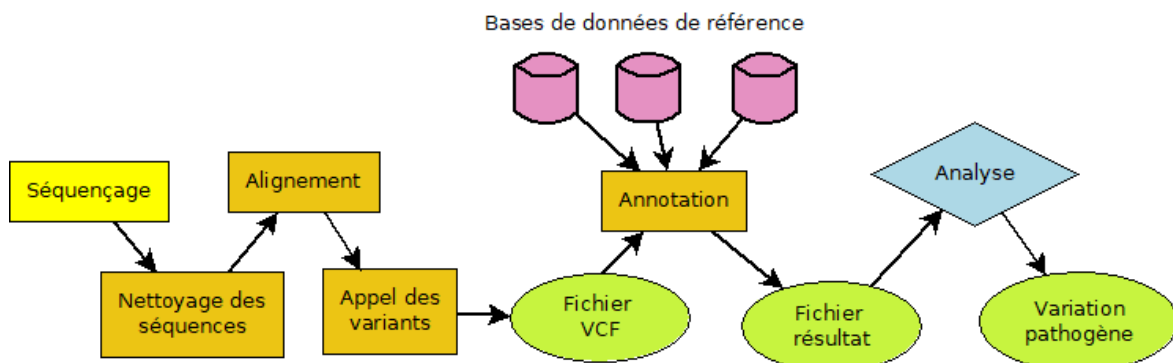 Bases de données de référence
Séquençage
Nettoyage des
séquences
Alignement
Appel des
variants
Fichier
VCF
Annotation
Fichier
résultat
Analyse
Variation
pathogène